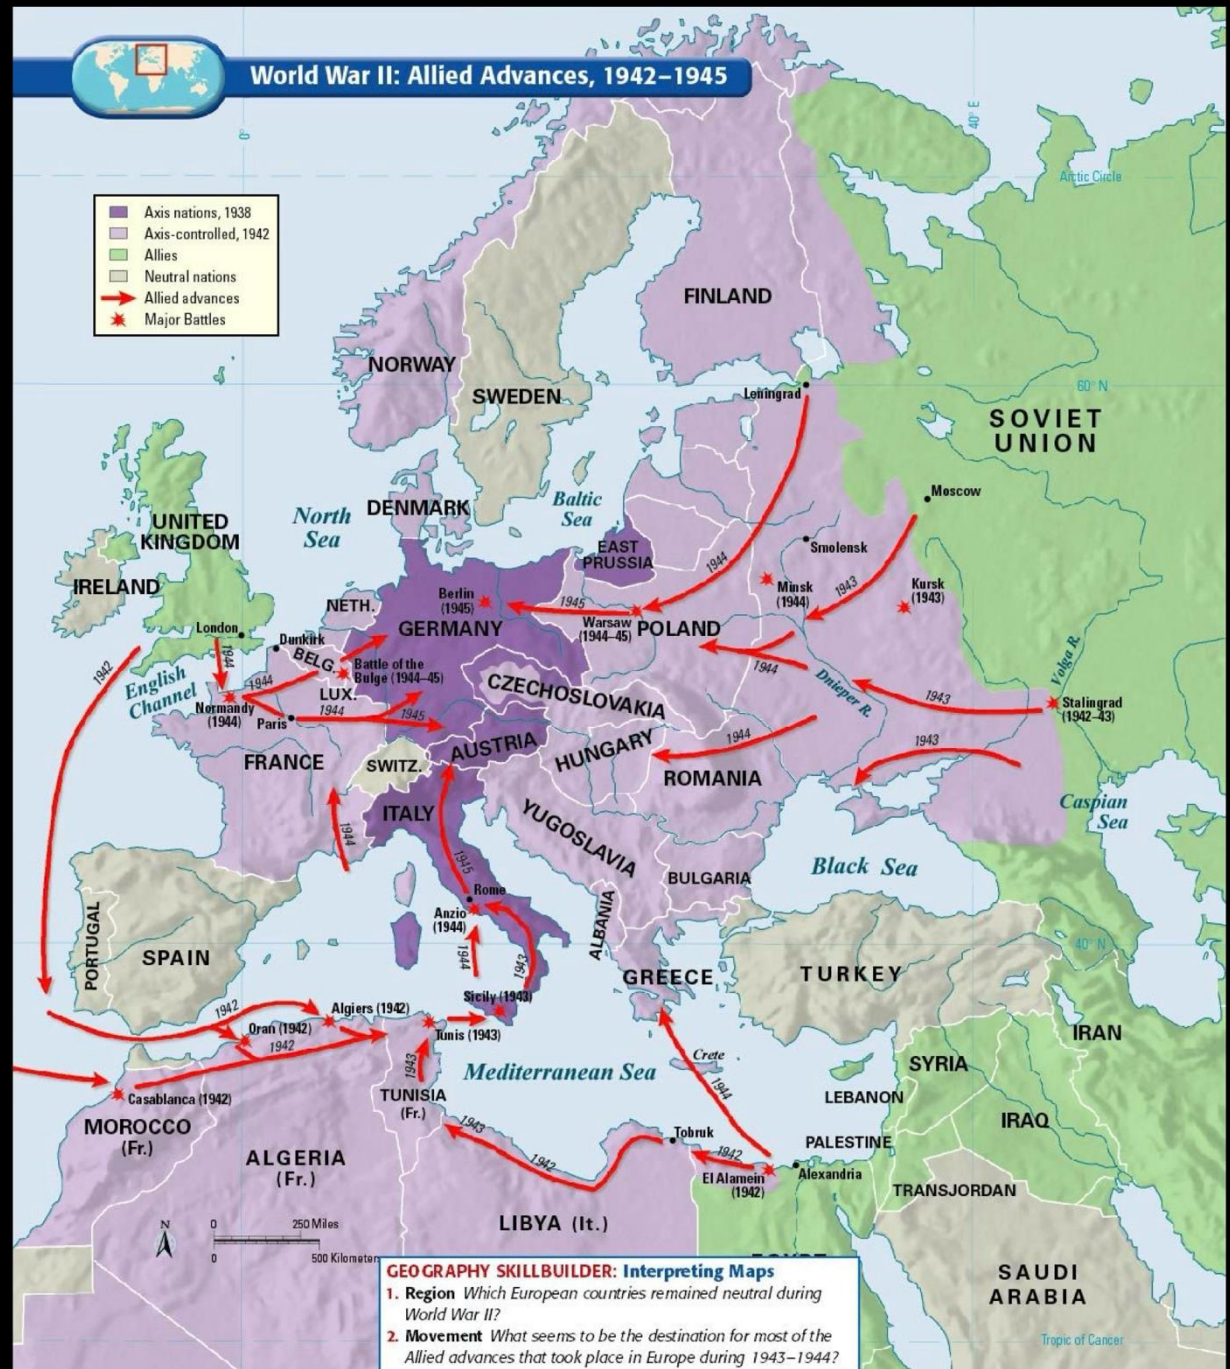 World War II: Allied Advances, 1942–1945
0°
40° E
Arctic Circle
Axis nations, 1938
Axis-controlled, 1942
Allies
Neutral nations
Allied advances
Major Battles
FINLAND
NORWAY
SWEDEN
Leningrad
60° N
SOVIET
UNION
Moscow
UNITED
KINGDOM
North
Sea
DENMARK
Baltic
Sea
Smolensk
EAST
PRUSSIA
IRELAND
NETH.
Berlin
(1945)
1945
1944
Minsk
(1944)
1943
Kursk
(1943)
London
Dunkirk
GERMANY
Warsaw
(1944–45)
POLAND
1942
1944
BELG.
Battle of the
Bulge (1944–45)
1944
Volga R.
English
Channel
1944
LUX.
CZECHOSLOVAKIA
Dnieper R.
1943
Stalingrad
(1942–43)
Normandy
(1944)
Paris
1944
1945
FRANCE
SWITZ.
AUSTRIA
HUNGARY
1944
1943
ROMANIA
Caspian
Sea
ITALY
YUGOSLAVIA
1944
1945
Black Sea
BULGARIA
Rome
Anzio
(1944)
ALBANIA
PORTUGAL
SPAIN
1944
1943
GREECE
TURKEY
40° N
Sicily (1943)
1942
Algiers (1942)
Oran (1942)
1942
Tunis (1943)
IRAN
1943
Mediterranean Sea
Crete
1944
SYRIA
LEBANON
Casablanca (1942)
TUNISIA
(Fr.)
MOROCCO
(Fr.)
1943
1942
Tobruk
1942
PALESTINE
IRAQ
ALGERIA
(Fr.)
El Alamein
(1942)
Alexandria
TRANSJORDAN
LIBYA (It.)
N
0
250 Miles
0
500 Kilometers
EGYPT
SAUDI
ARABIA
Tropic of Cancer
GEOGRAPHY SKILLBUILDER: Interpreting Maps
1. Region Which European countries remained neutral during
World War II?
2. Movement What seems to be the destination for most of the
Allied advances that took place in Europe during 1943–1944?